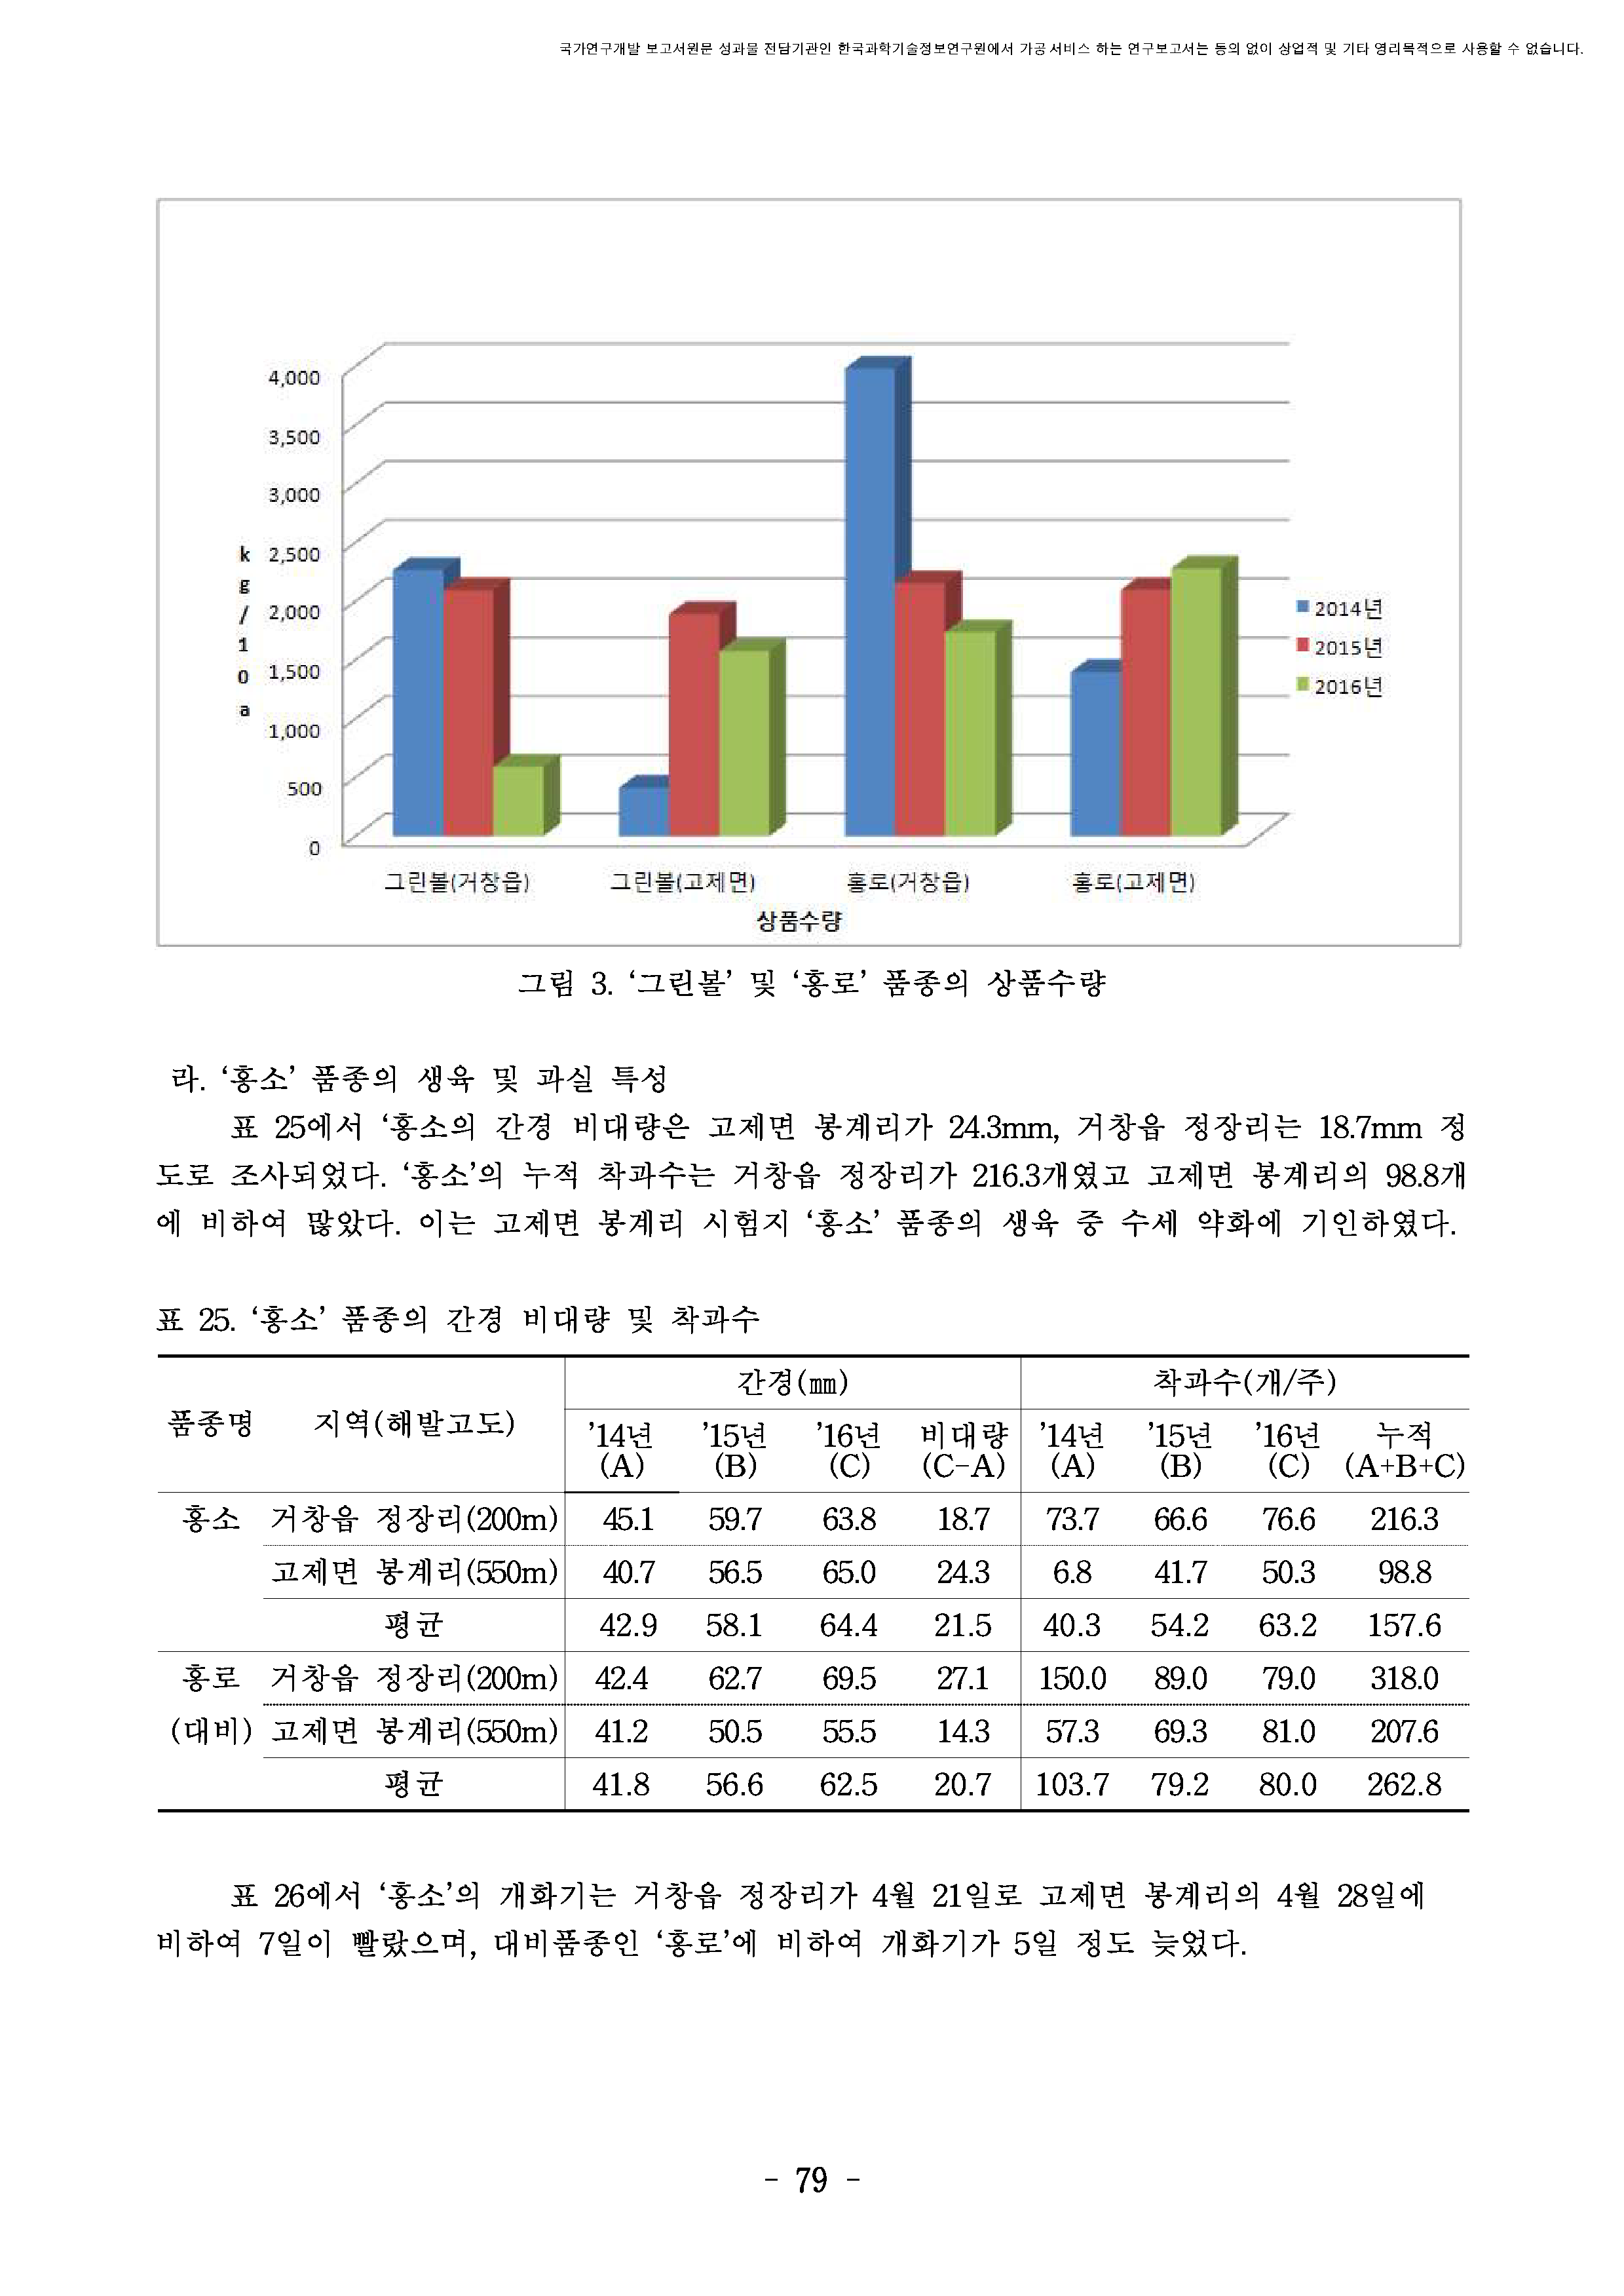 국가연구개발 보고서원문 성과물 전담기관인 한국과학기술정보연구원에서 가공·서비스 하는 연구보고서는 동의 없이 상업적 및 기타 영리목적으로 사용할 수 없습니다.
4,000
3,500
3,000
2,500
2,000
1,500
1,000
500
0
kg/10a
2014년
2015년
2016년
그린볼(거창읍) 그린볼(고제면) 홍로(거창읍) 홍로(고제면)
상품수량
그림 3. ‘그린볼’ 및 ‘홍로’ 품종의 상품수량
라. ‘홍소’ 품종의 생육 및 과실 특성
표 25에서 ‘홍소의 간경 비대량은 고제면 봉계리가 24.3mm, 거창읍 정장리는 18.7mm 정
도로 조사되었다. ‘홍소’의 누적 착과수는 거창읍 정장리가 216.3개였고 고제면 봉계리의 98.8개
에 비하여 많았다. 이는 고제면 봉계리 시험지 ‘홍소’ 품종의 생육 중 수세 약화에 기인하였다.
표 25. ‘홍소’ 품종의 간경 비대량 및 착과수
품종명 지역(해발고도) 간경(㎜) 착과수(개/주)
’14년 ’15년 ’16년 비대량 ’14년 ’15년 ’16년 누적
(A) (B) (C) (C-A) (A) (B) (C) (A+B+C)
홍소 거창읍 정장리(200m) 45.1 59.7 63.8 18.7 73.7 66.6 76.6 216.3
고제면 봉계리(550m) 40.7 56.5 65.0 24.3 6.8 41.7 50.3 98.8
평균 42.9 58.1 64.4 21.5 40.3 54.2 63.2 157.6
홍로 거창읍 정장리(200m) 42.4 62.7 69.5 27.1 150.0 89.0 79.0 318.0
(대비) 고제면 봉계리(550m) 41.2 50.5 55.5 14.3 57.3 69.3 81.0 207.6
평균 41.8 56.6 62.5 20.7 103.7 79.2 80.0 262.8
표 26에서 ‘홍소’의 개화기는 거창읍 정장리가 4월 21일로 고제면 봉계리의 4월 28일에
비하여 7일이 빨랐으며, 대비품종인 ‘홍로’에 비하여 개화기가 5일 정도 늦었다.
- 79 -